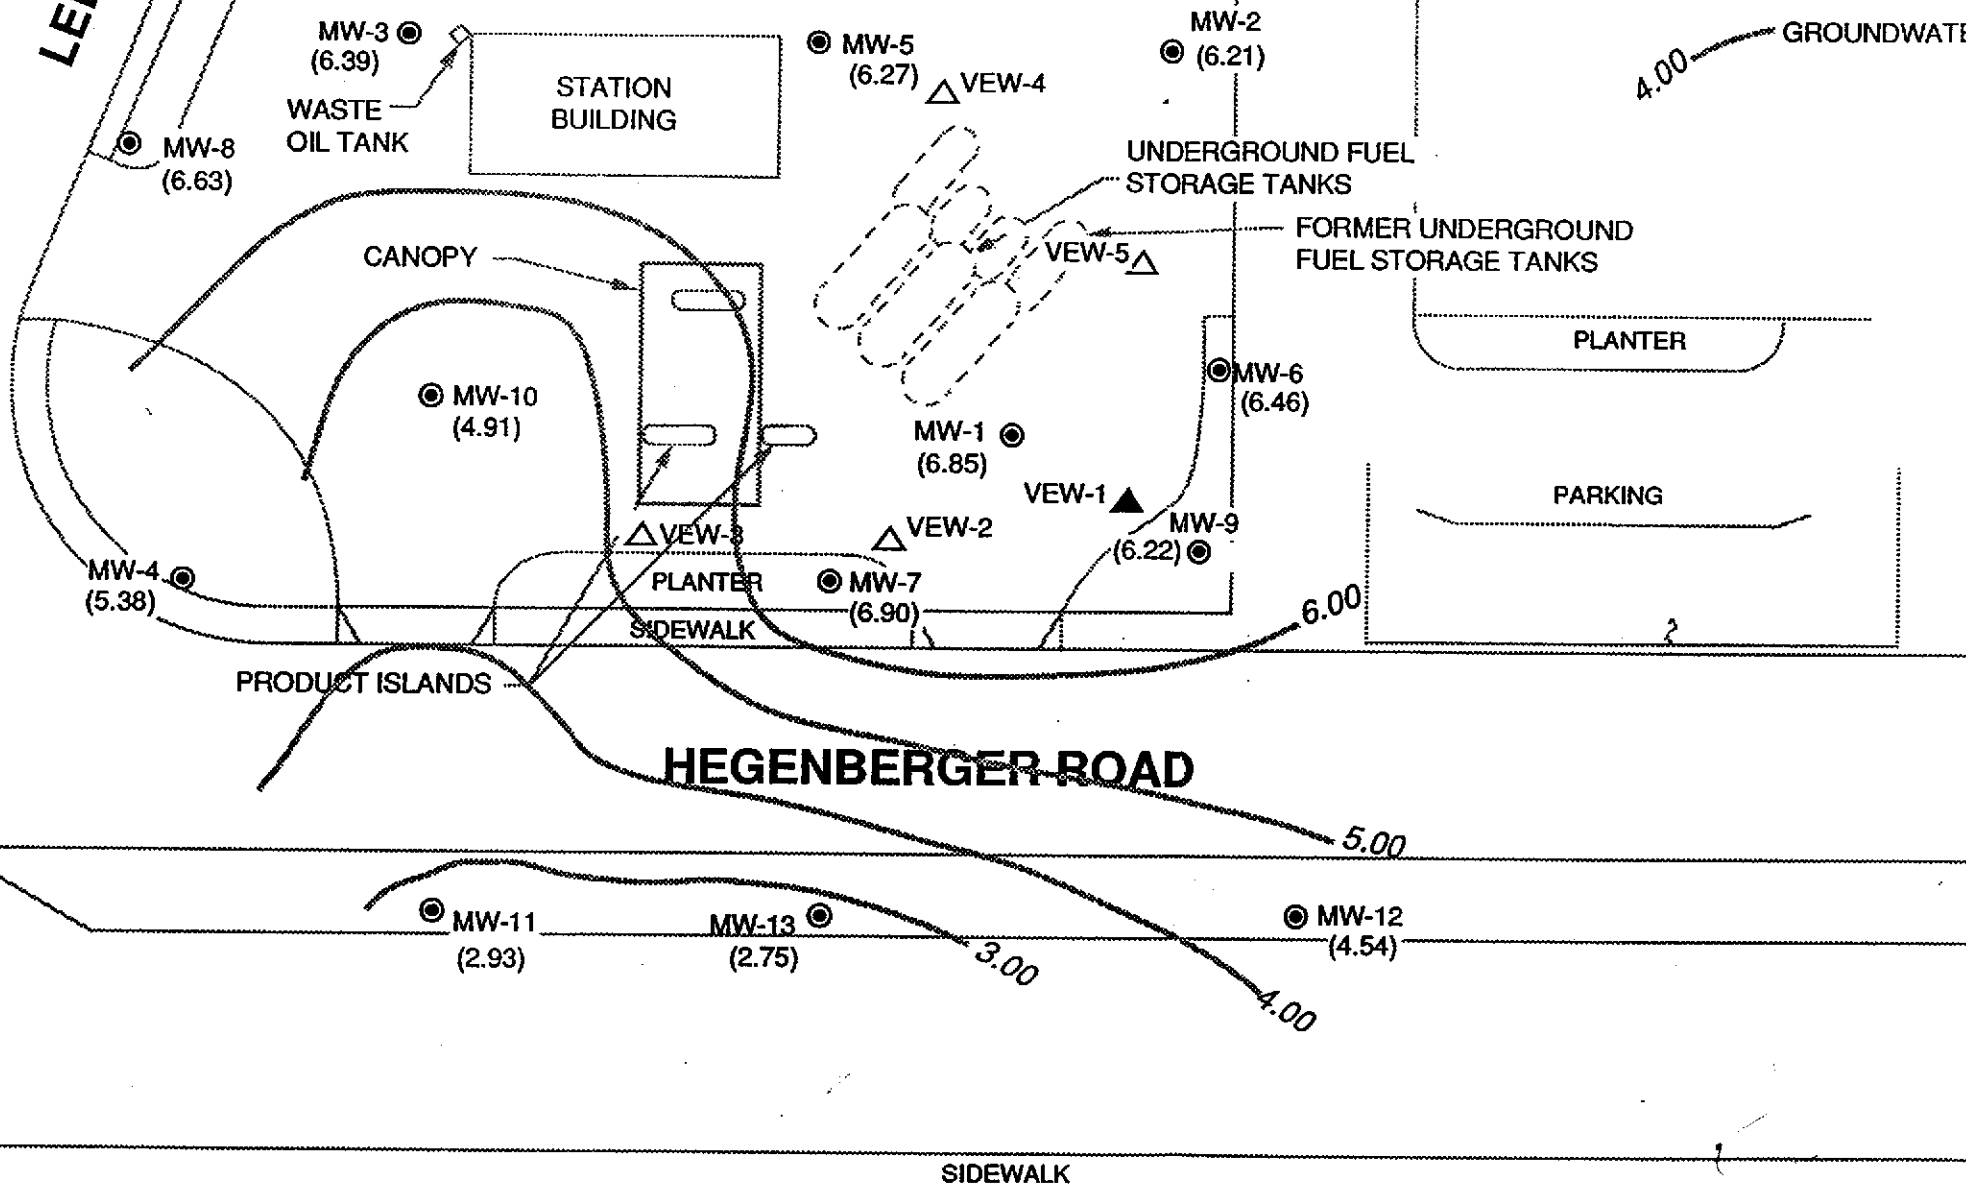 MW-3
(6.39)
MW-5
(6.27)
MW-2
(6.21)
4.00
VEW-4
STATION
BUILDING
WASTE
OIL TANK
MW-8
(6.63)
UNDERGROUND FUEL
STORAGE TANKS
FORMER UNDERGROUND
FUEL STORAGE TANKS
CANOPY
VEW-5
PLANTER
MW-6
(6.46)
MW-10
(4.91)
MW-1
(6.85)
VEW-1
PARKING
MW-9
(6.22)
VEW-3
VEW-2
MW-4
(5.38)
PLANTER
MW-7
(6.90)
6.00
SIDEWALK
PRODUCT ISLANDS
HEGENBERGER ROAD
5.00
MW-11
(2.93)
MW-13
(2.75)
MW-12
(4.54)
3.00
4.00
SIDEWALK